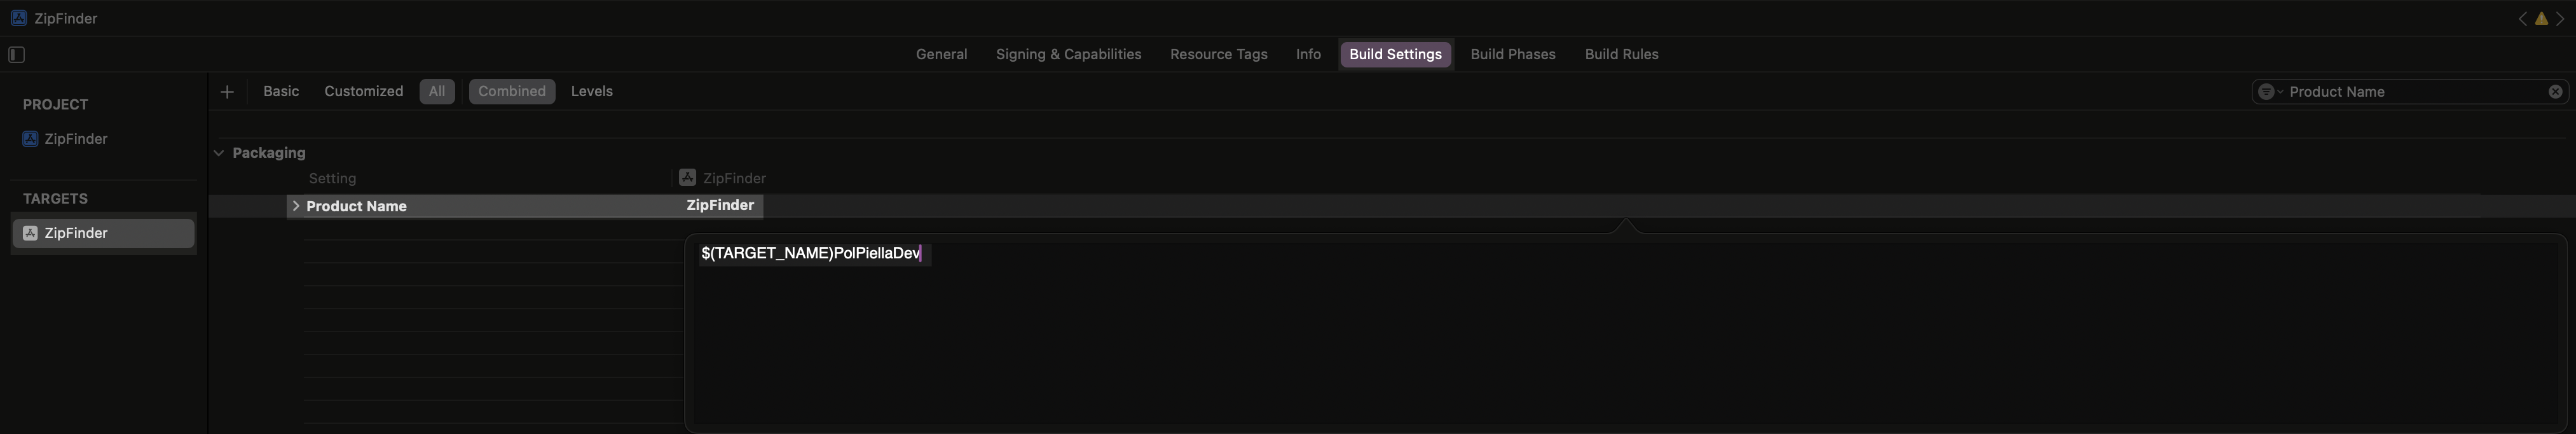 ZipFinder
General Signing & Capabilities Resource Tags Info Build Settings Build Phases Build Rules
Basic Customized All Combined Levels Product Name
PROJECT
ZipFinder
Packaging
Setting ZipFinder
TARGETS
Product Name ZipFinder
ZipFinder
$(TARGET_NAME)PolPiellaDev